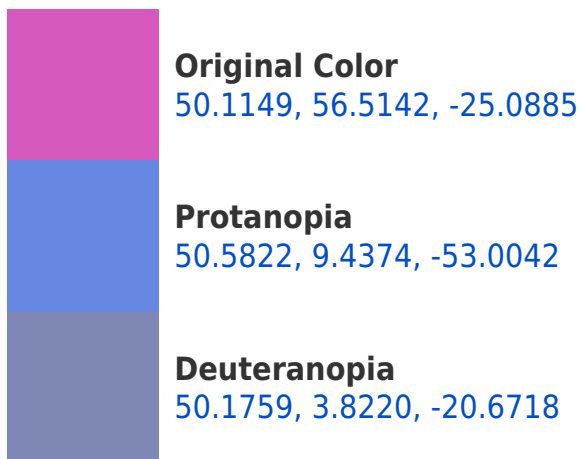 Original Color
50.1149, 56.5142, -25.0885
Protanopia
50.5822, 9.4374, -53.0042
Deuteranopia
50.1759, 3.8220, -20.6718